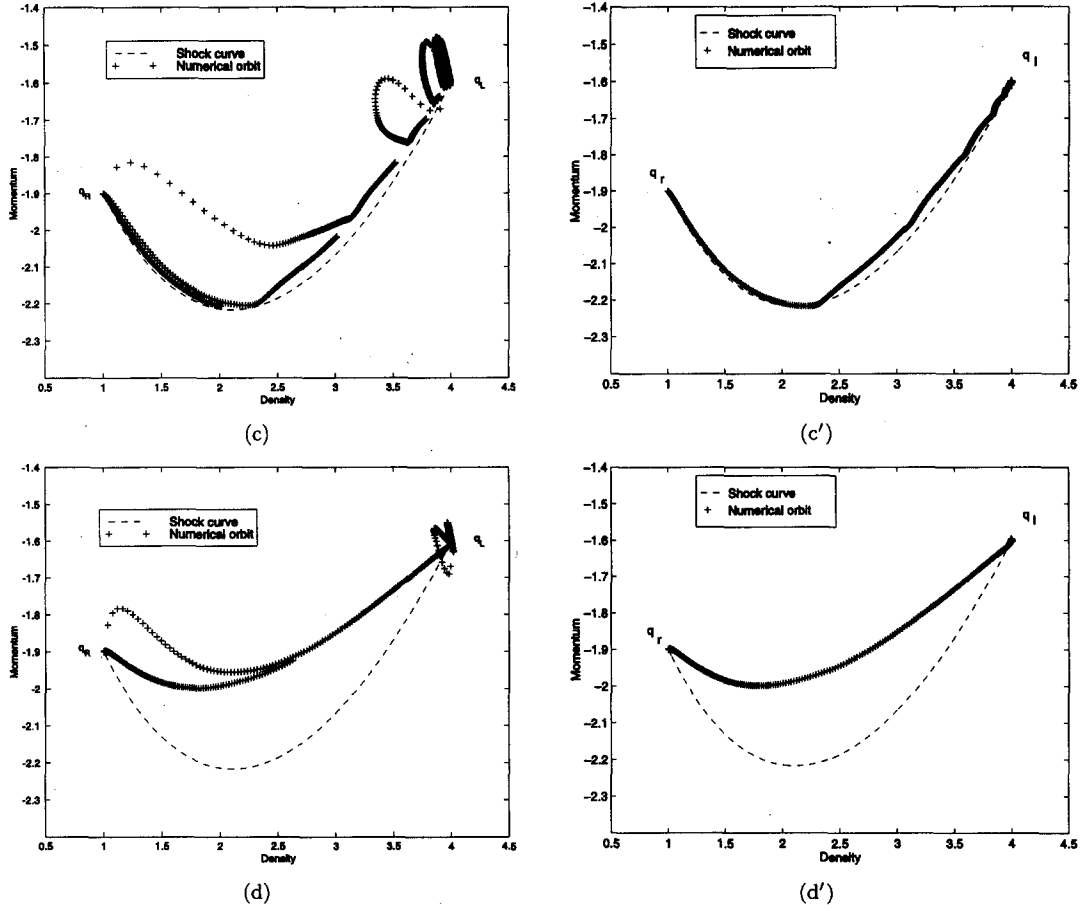 -1.4
-1.5
-1.6
-1.7
-1.8
-1.9
-2
-2.1
-2.2
-2.3
Momentum
Shock curve
Numerical orbit
qL
qR
0.5 1 1.5 2 2.5 3 3.5 4 4.5
Density
(c)
−1.4
−1.5
−1.6
−1.7
−1.8
−1.9
−2
−2.1
−2.2
−2.3
Momentum
Shock curve
Numerical orbit
q l
q r
0.5 1 1.5 2 2.5 3 3.5 4 4.5
Density
(c′)
-1.4
-1.5
-1.6
-1.7
-1.8
-1.9
-2
-2.1
-2.2
-2.3
Momentum
Shock curve
Numerical orbit
qL
qR
0.5 1 1.5 2 2.5 3 3.5 4 4.5
Density
(d)
−1.4
−1.5
−1.6
−1.7
−1.8
−1.9
−2
−2.1
−2.2
−2.3
Momentum
Shock curve
Numerical orbit
q l
q r
0.5 1 1.5 2 2.5 3 3.5 4 4.5
Density
(d′)